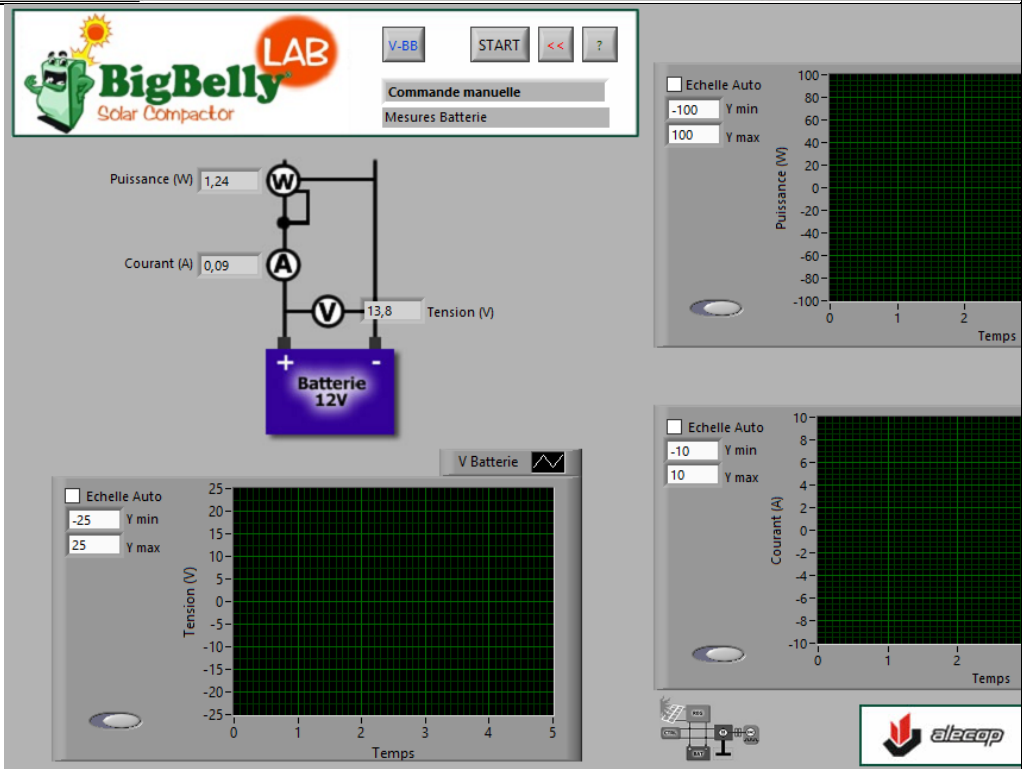 LAB
BigBelly
Solar Compactor
V-BB
START
<<
?
Commande manuelle
Mesures Batterie
Puissance (W)
1,24
W
Courant (A)
0,09
A
V
13,8
Tension (V)
+
-
Batterie
12V
V Batterie
Echelle Auto
-25
Y min
25
Y max
Tension (V)
25
20
15
10
5
0
-5
-10
-15
-20
-25
0 1 2 3 4 5
Temps
Echelle Auto
-100
Y min
100
Y max
Puissance (W)
100
80
60
40
20
0
-20
-40
-60
-80
-100
0 1 2
Temps
Echelle Auto
-10
Y min
10
Y max
Courant (A)
10
8
6
4
2
0
-2
-4
-6
-8
-10
0 1 2
Temps
alecop